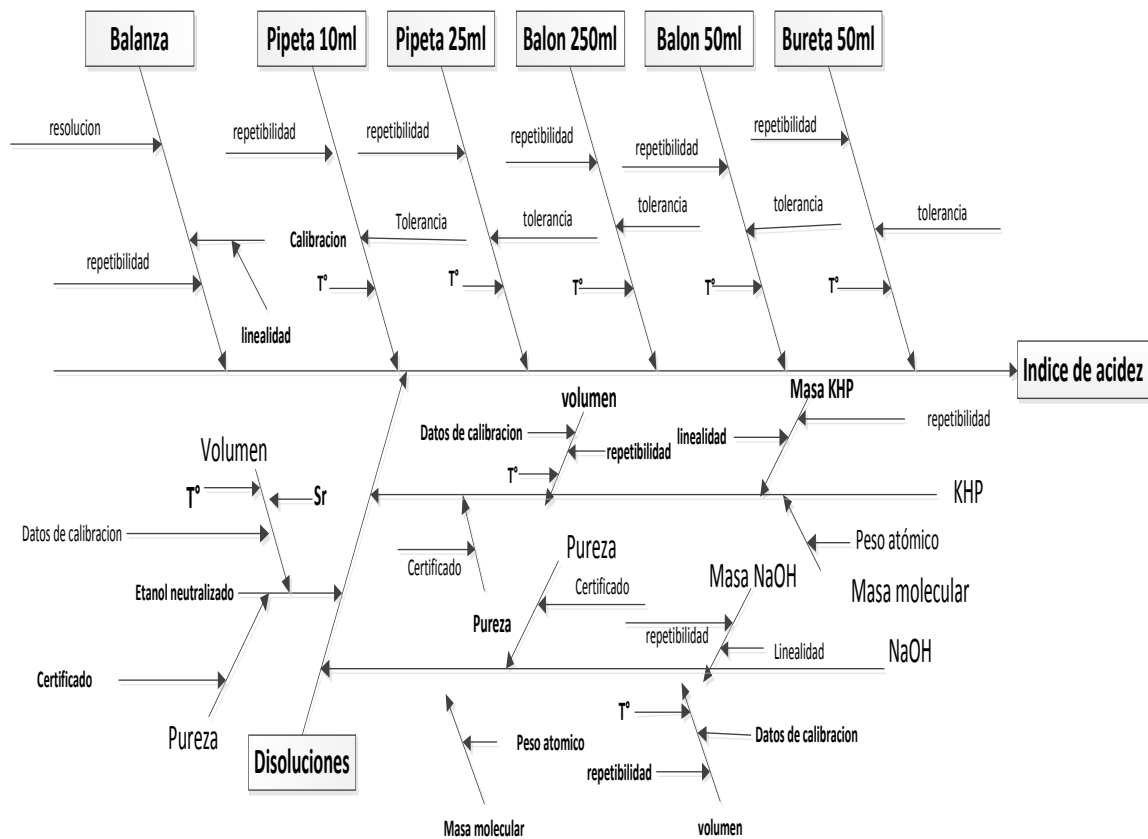 Balanza
Pipeta 10ml
Pipeta 25ml
Balon 250ml
Balon 50ml
Bureta 50ml
resolucion
repetibilidad
repetibilidad
repetibilidad
repetibilidad
repetibilidad
Calibracion
Tolerancia
tolerancia
tolerancia
tolerancia
tolerancia
repetibilidad
linealidad
T°
T°
T°
T°
T°
Indice de acidez
Volumen
T°
Sr
Datos de calibracion
Etanol neutralizado
Certificado
Pureza
Disoluciones
volumen
Datos de calibracion
repetibilidad
T°
Masa KHP
repetibilidad
linealidad
KHP
Certificado
Pureza
Peso atómico
Masa molecular
Pureza
Certificado
Masa NaOH
repetibilidad
Linealidad
NaOH
Peso atomico
Masa molecular
T°
Datos de calibracion
repetibilidad
volumen